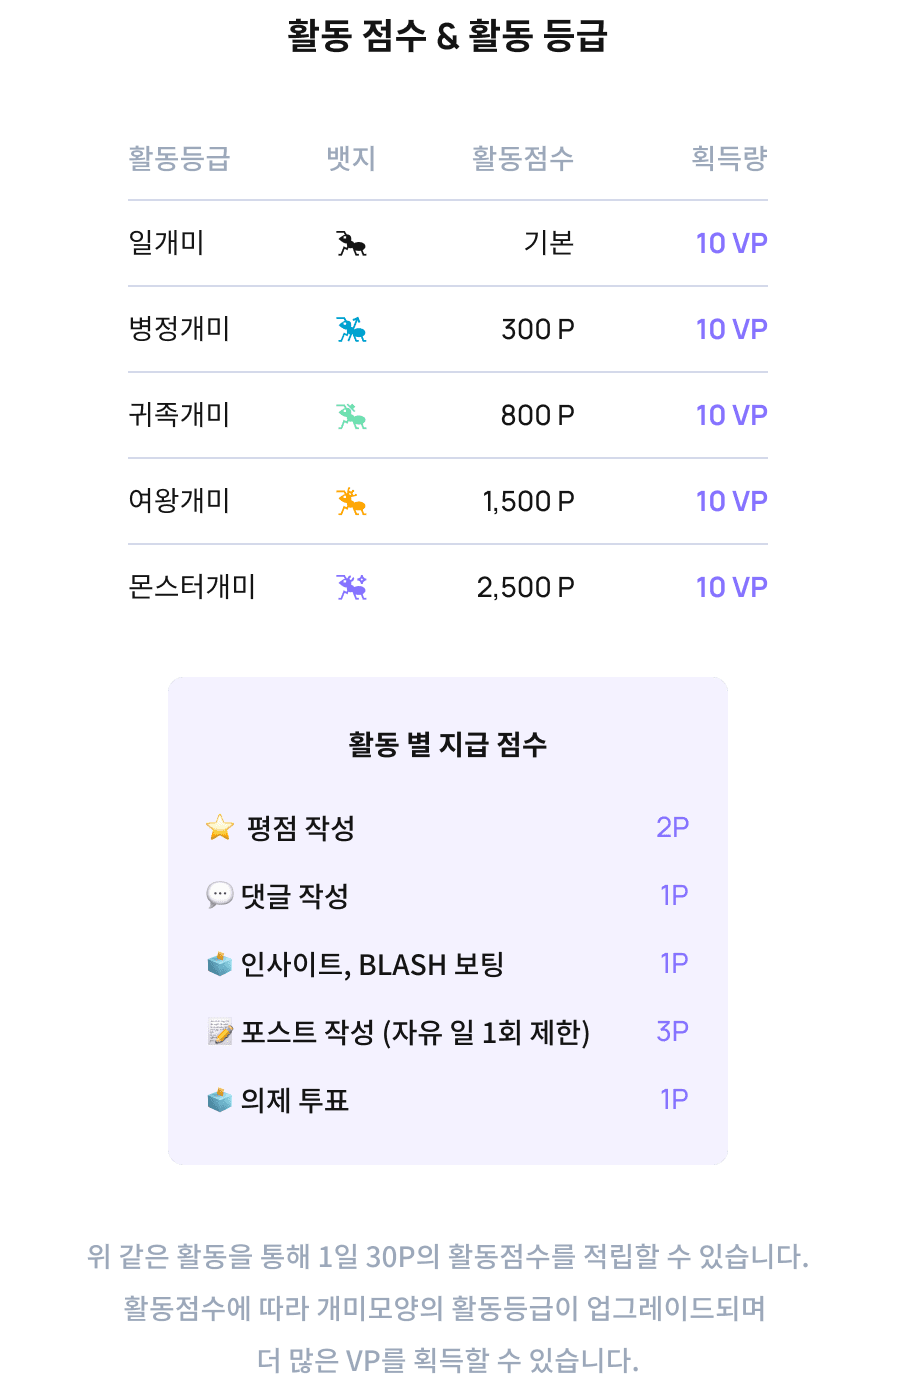 활동 점수 & 활동 등급
활동등급 뱃지 활동점수 획득량
일개미 기본 10 VP
병정개미 300 P 10 VP
귀족개미 800 P 10 VP
여왕개미 1,500 P 10 VP
몬스터개미 2,500 P 10 VP
활동 별 지급 점수
평점 작성 2P
댓글 작성 1P
인사이트, BLASH 보팅 1P
포스트 작성 (자유 일 1회 제한) 3P
의제 투표 1P
위 같은 활동을 통해 1일 30P의 활동점수를 적립할 수 있습니다.
활동점수에 따라 개미모양의 활동등급이 업그레이드되며
더 많은 VP를 획득할 수 있습니다.